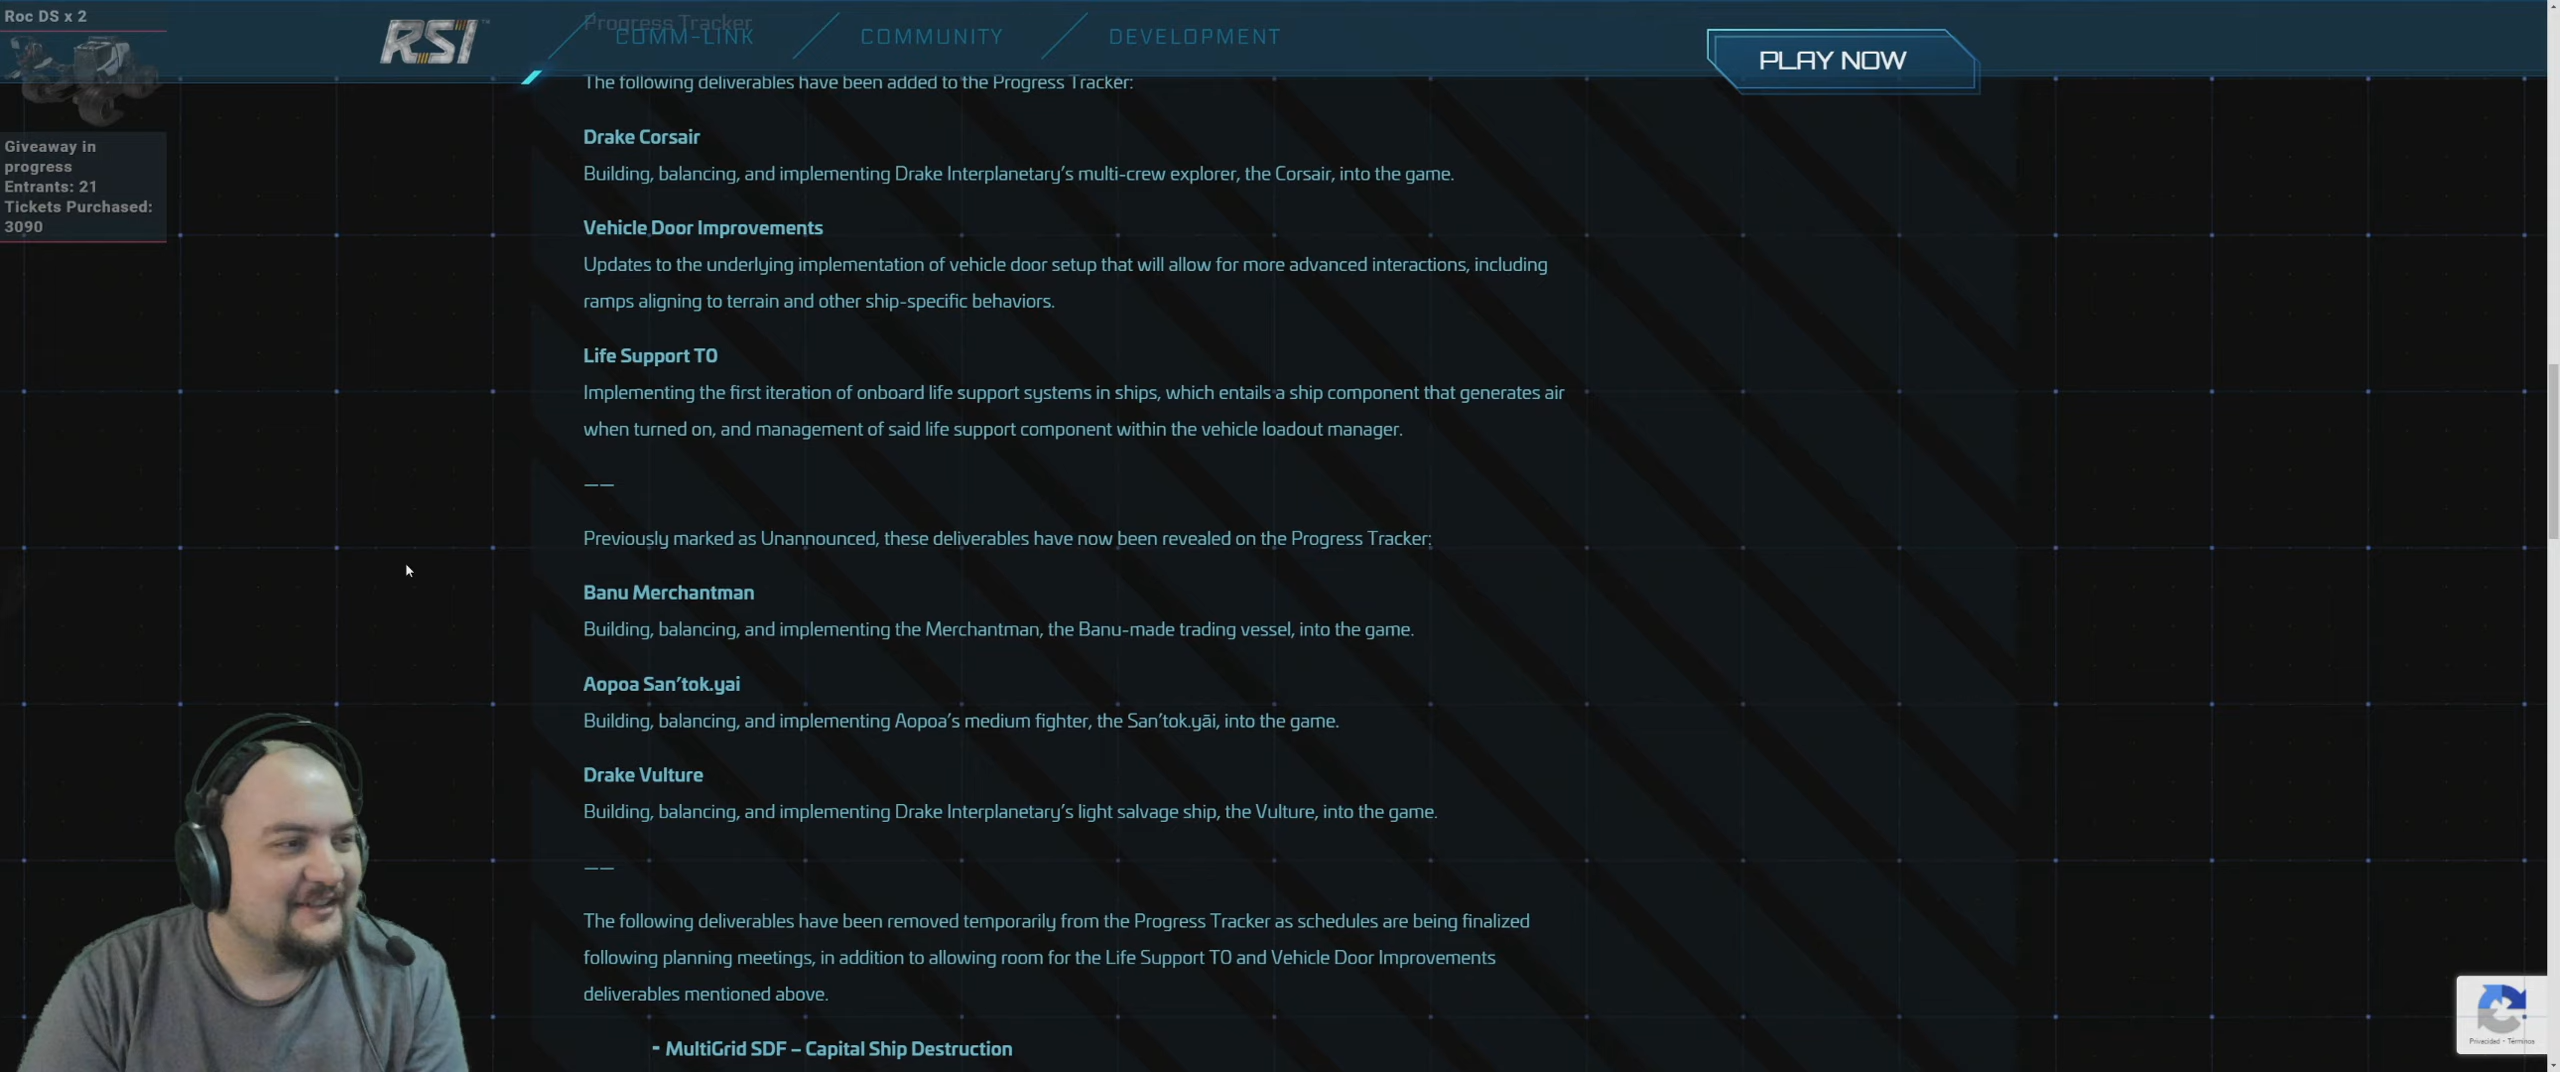 Roc DS x 2
Giveaway in
progress
Entrants: 21
Tickets Purchased:
3090
RSI
Progress Tracker
COMM-LINK
COMMUNITY
DEVELOPMENT
PLAY NOW
The following deliverables have been added to the Progress Tracker:
Drake Corsair
Building, balancing, and implementing Drake Interplanetary's multi-crew explorer, the Corsair, into the game.
Vehicle Door Improvements
Updates to the underlying implementation of vehicle door setup that will allow for more advanced interactions, including
ramps aligning to terrain and other ship-specific behaviors.
Life Support T0
Implementing the first iteration of onboard life support systems in ships, which entails a ship component that generates air
when turned on, and management of said life support component within the vehicle loadout manager.
——
Previously marked as Unannounced, these deliverables have now been revealed on the Progress Tracker:
Banu Merchantman
Building, balancing, and implementing the Merchantman, the Banu-made trading vessel, into the game.
Aopoa San'tok.yai
Building, balancing, and implementing Aopoa's medium fighter, the San'tok.yāi, into the game.
Drake Vulture
Building, balancing, and implementing Drake Interplanetary's light salvage ship, the Vulture, into the game.
——
The following deliverables have been removed temporarily from the Progress Tracker as schedules are being finalized
following planning meetings, in addition to allowing room for the Life Support T0 and Vehicle Door Improvements
deliverables mentioned above.
- MultiGrid SDF – Capital Ship Destruction
Privacidad - Términos